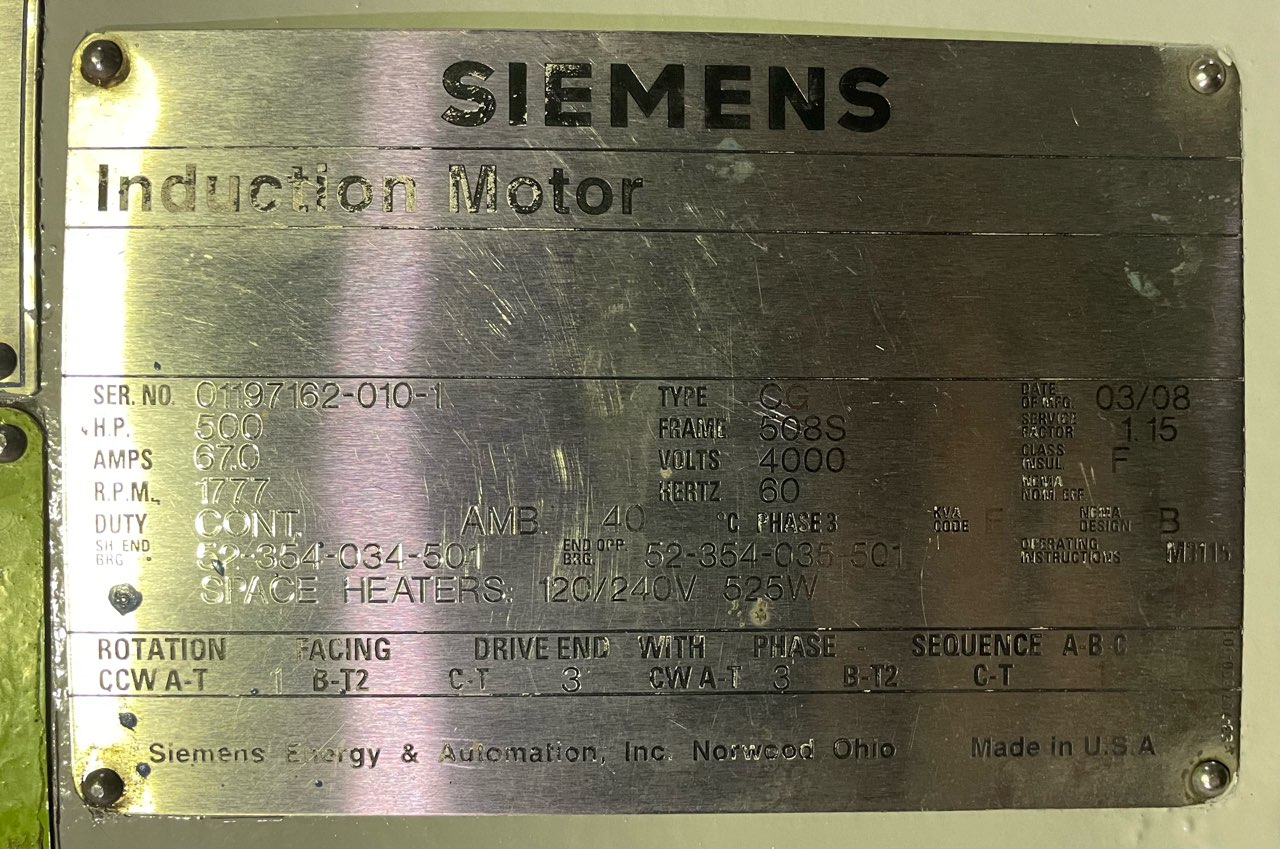 SIEMENS
Induction Motor
SER. NO. 01197162-010-1 TYPE CG DATE OF MFG. 03/08
H.P. 500 FRAME 508S SERVICE FACTOR 1.15
AMPS 67.0 VOLTS 4000 CLASS INSUL. F
R.P.M. 1777 HERTZ 60 NEMA NOM EFF
DUTY CONT. AMB. 40 °C PHASE 3 KVA CODE F NEMA DESIGN B
SH END BRG. 52-354-034-501 END OPP. BRG. 52-354-035-501 OPERATING INSTRUCTIONS
SPACE HEATERS: 120/240V 525W
ROTATION FACING DRIVE END WITH PHASE - SEQUENCE A-B-C
CCW A-T 1 B-T2 C-T 3 CW A-T 3 B-T2 C-T
Siemens Energy & Automation, Inc. Norwood Ohio Made in U.S.A